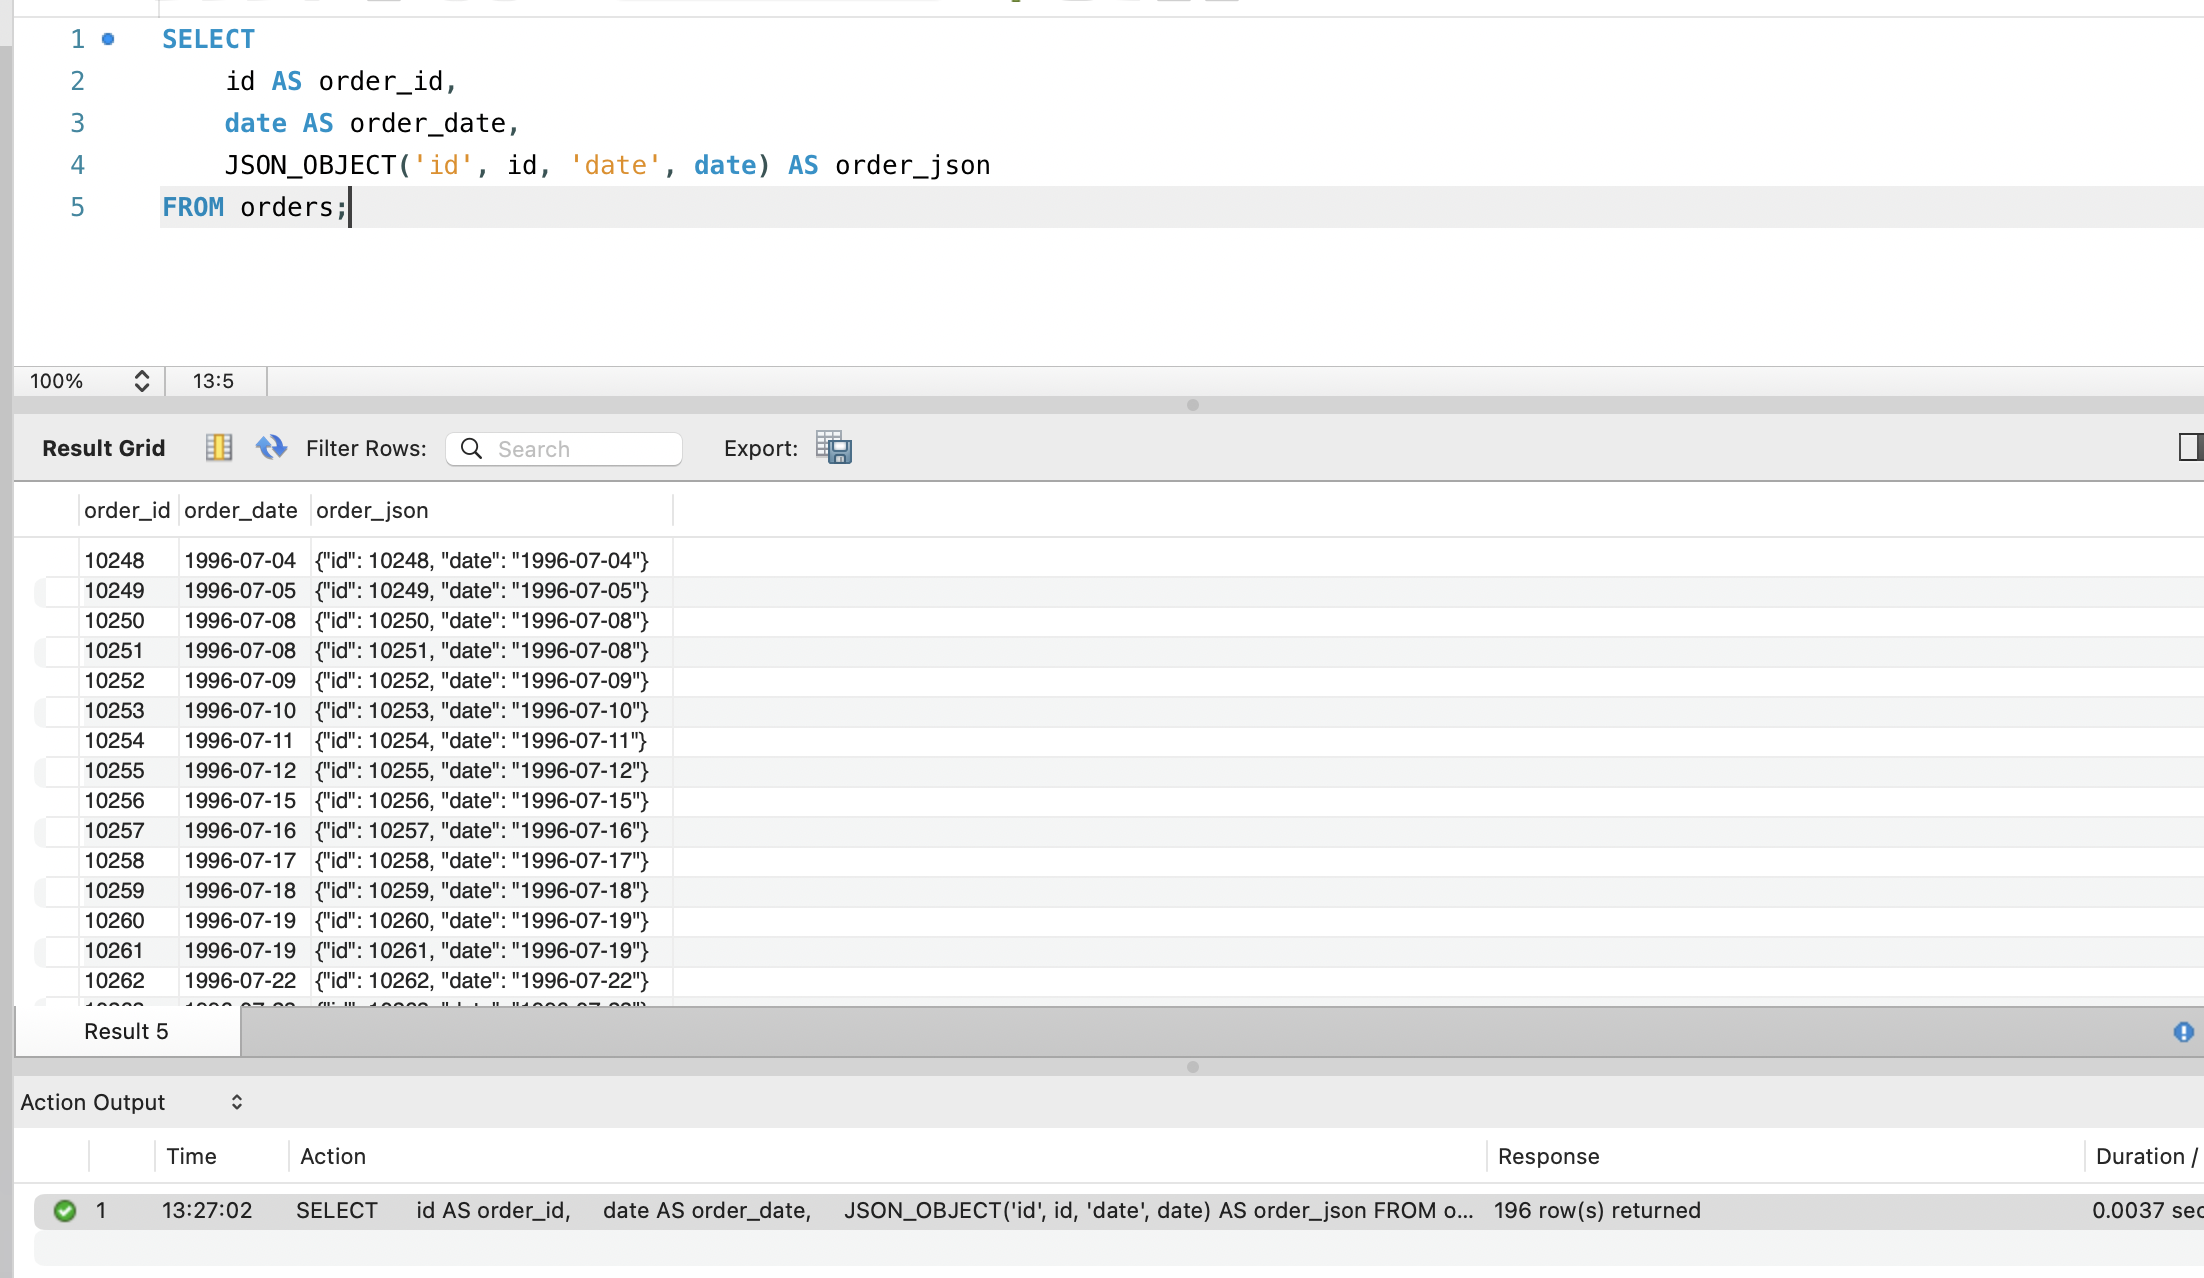 1 SELECT
2 id AS order_id,
3 date AS order_date,
4 JSON_OBJECT('id', id, 'date', date) AS order_json
5 FROM orders;
100% 13:5
Result Grid Filter Rows: Search Export:
order_id order_date order_json
10248 1996-07-04 {"id": 10248, "date": "1996-07-04"}
10249 1996-07-05 {"id": 10249, "date": "1996-07-05"}
10250 1996-07-08 {"id": 10250, "date": "1996-07-08"}
10251 1996-07-08 {"id": 10251, "date": "1996-07-08"}
10252 1996-07-09 {"id": 10252, "date": "1996-07-09"}
10253 1996-07-10 {"id": 10253, "date": "1996-07-10"}
10254 1996-07-11 {"id": 10254, "date": "1996-07-11"}
10255 1996-07-12 {"id": 10255, "date": "1996-07-12"}
10256 1996-07-15 {"id": 10256, "date": "1996-07-15"}
10257 1996-07-16 {"id": 10257, "date": "1996-07-16"}
10258 1996-07-17 {"id": 10258, "date": "1996-07-17"}
10259 1996-07-18 {"id": 10259, "date": "1996-07-18"}
10260 1996-07-19 {"id": 10260, "date": "1996-07-19"}
10261 1996-07-19 {"id": 10261, "date": "1996-07-19"}
10262 1996-07-22 {"id": 10262, "date": "1996-07-22"}
Result 5
Action Output
Time Action Response Duration /
1 13:27:02 SELECT id AS order_id, date AS order_date, JSON_OBJECT('id', id, 'date', date) AS order_json FROM o... 196 row(s) returned 0.0037 sec